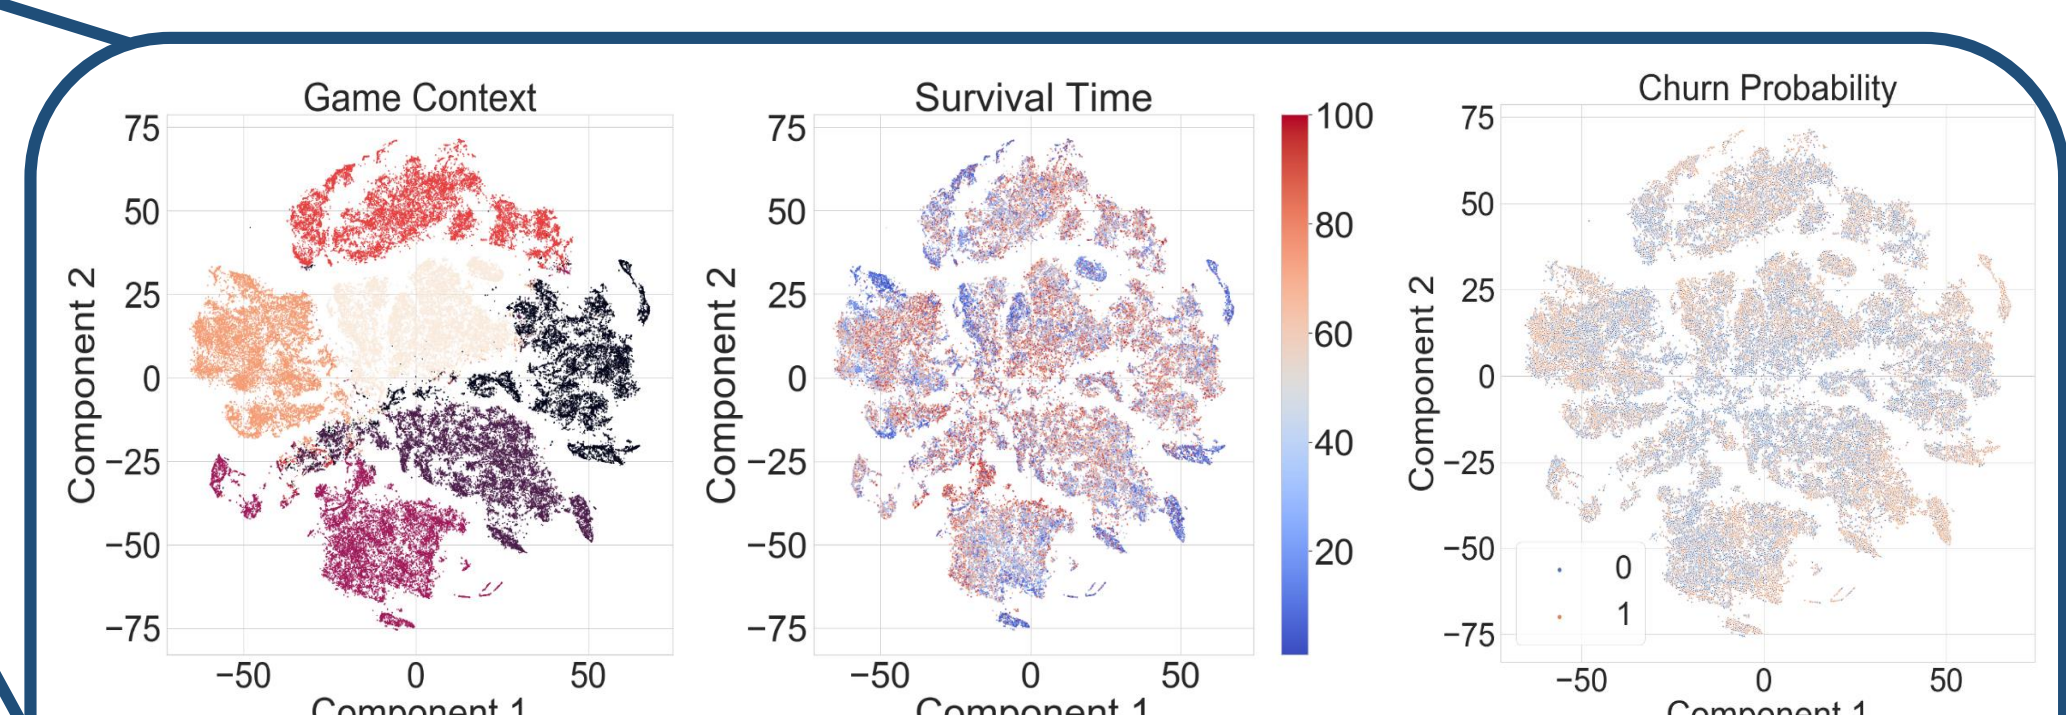 Game Context
75
50
25
0
−25
−50
−75
Component 2
−50 0 50
Component 1
Survival Time
75
50
25
0
−25
−50
−75
Component 2
−50 0 50
Component 1
100
80
60
40
20
Churn Probability
75
50
25
0
−25
−50
−75
Component 2
0
1
−50 0 50
Component 1